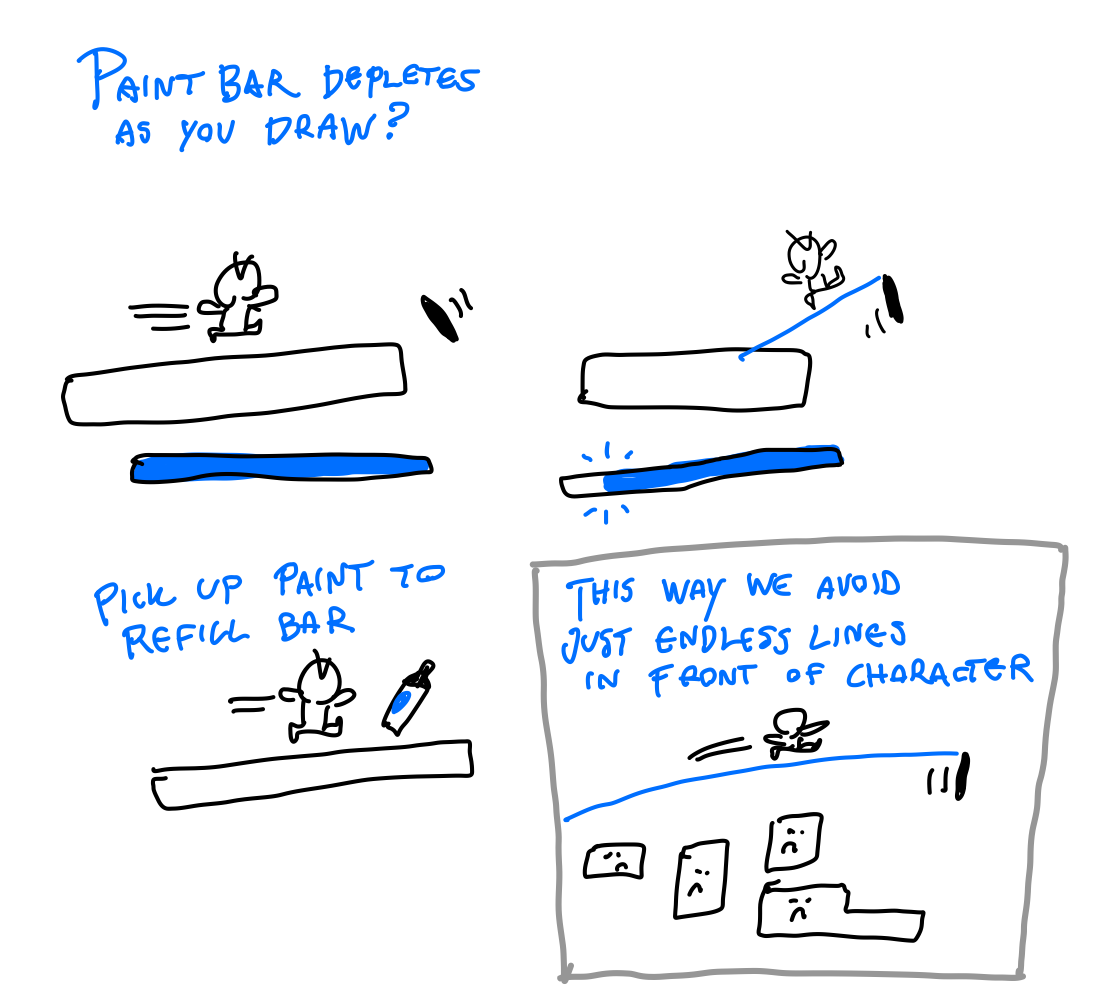 PAINT BAR DEPLETES
AS YOU DRAW?
PICK UP PAINT TO
REFILL BAR
THIS WAY WE AVOID
JUST ENDLESS LINES
IN FRONT OF CHARACTER